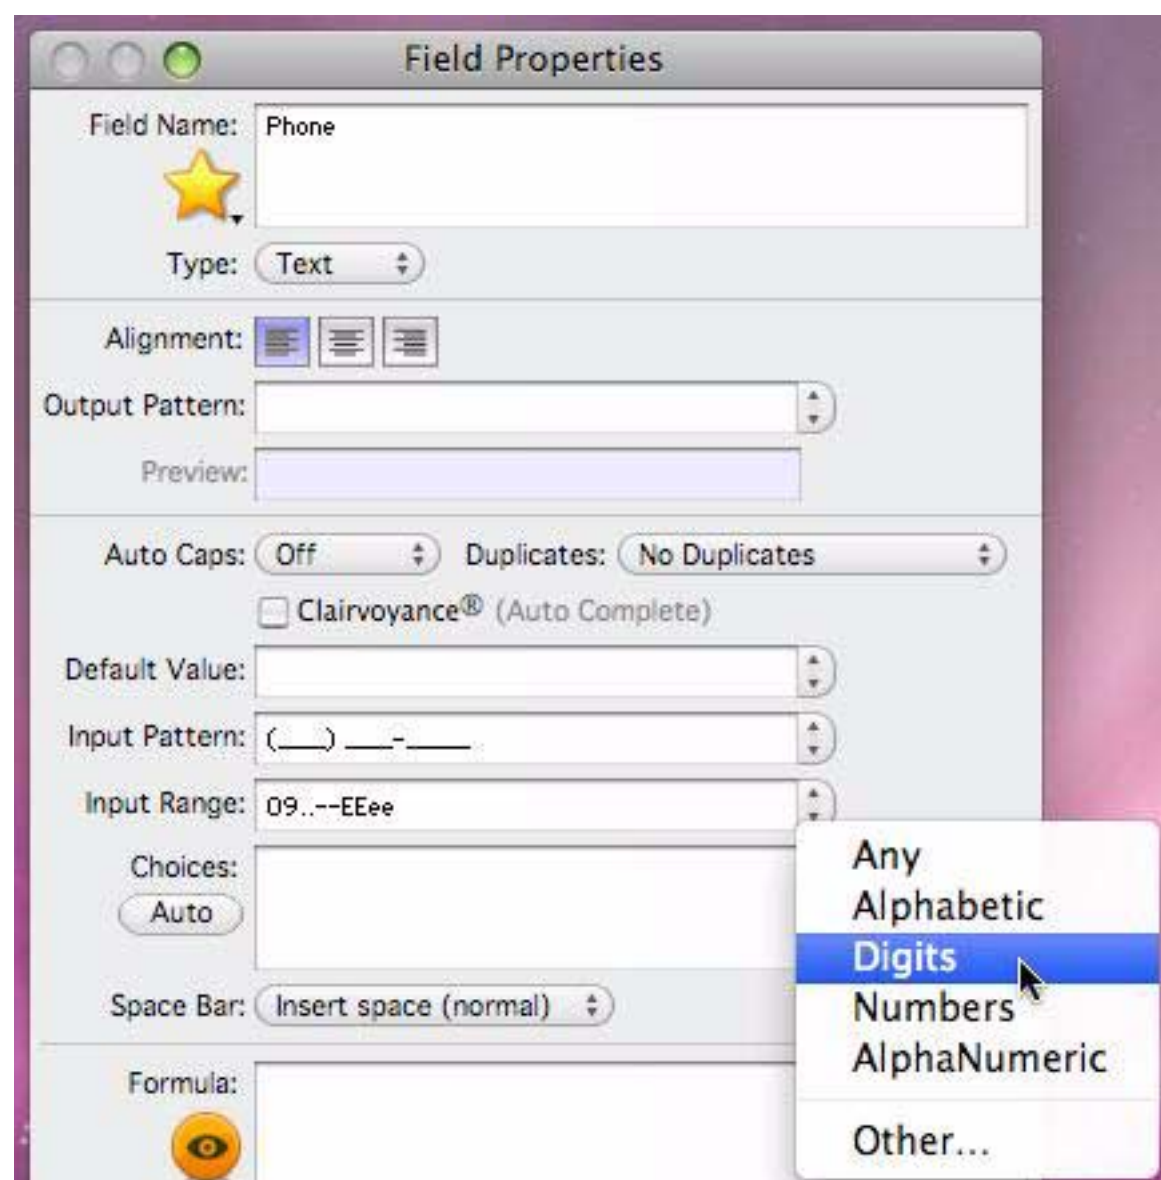 Field Properties
Field Name: Phone
Type: Text
Alignment:
Output Pattern:
Preview:
Auto Caps: Off Duplicates: No Duplicates
Clairvoyance® (Auto Complete)
Default Value:
Input Pattern: (___) ___-____
Input Range: 09..--EEee
Choices:
Auto
Space Bar: Insert space (normal)
Formula:
Any
Alphabetic
Digits
Numbers
AlphaNumeric
Other...